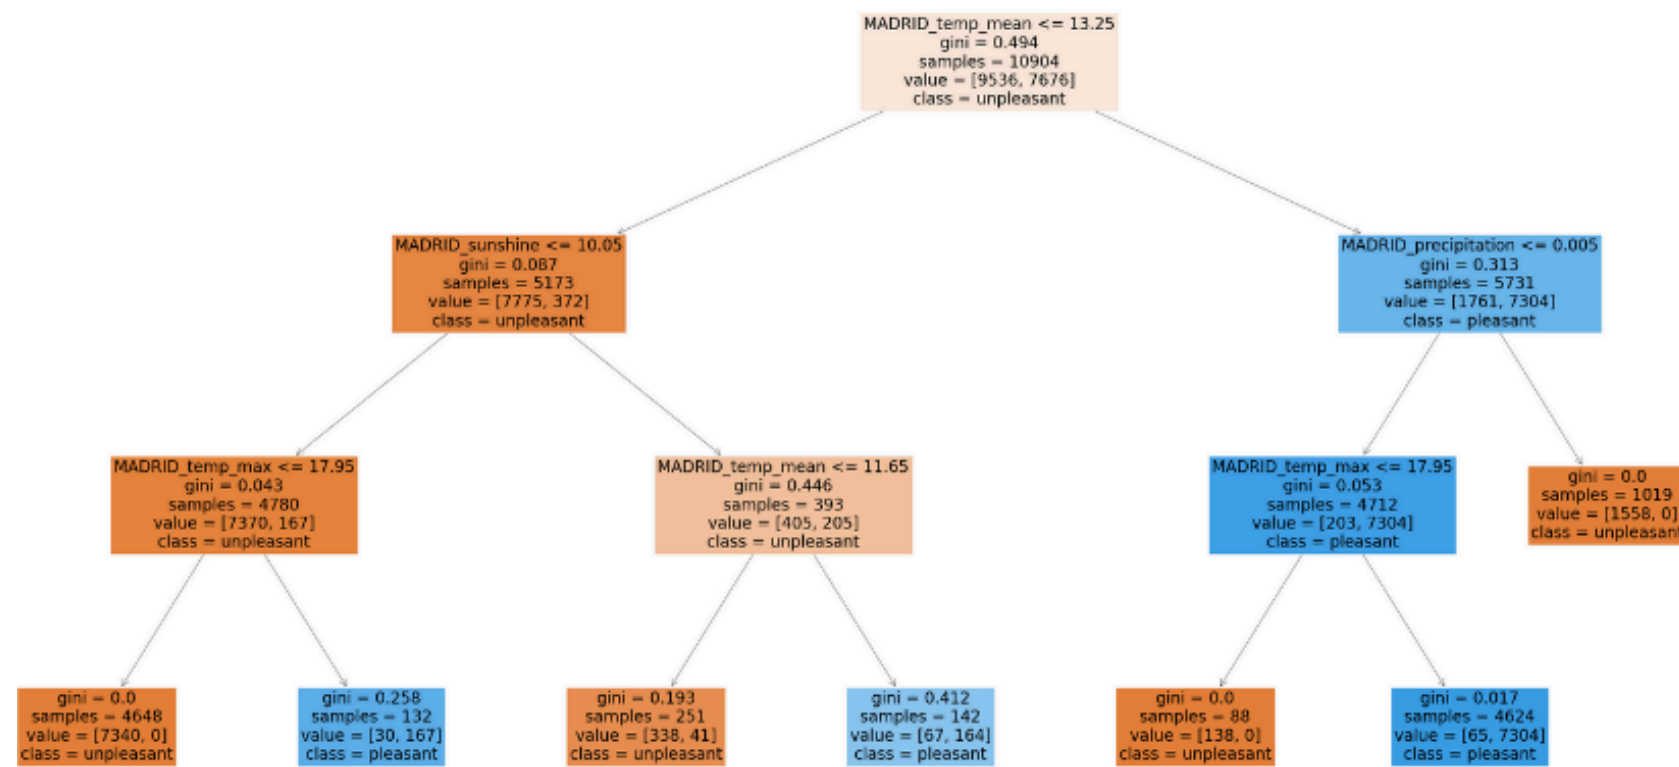 MADRID_temp_mean <= 13.25
gini = 0.494
samples = 10904
value = [9536, 7676]
class = unpleasant
MADRID_sunshine <= 10.05
gini = 0.087
samples = 5173
value = [7775, 372]
class = unpleasant
MADRID_precipitation <= 0.005
gini = 0.313
samples = 5731
value = [1761, 7304]
class = pleasant
MADRID_temp_max <= 17.95
gini = 0.043
samples = 4780
value = [7370, 167]
class = unpleasant
MADRID_temp_mean <= 11.65
gini = 0.446
samples = 393
value = [405, 205]
class = unpleasant
MADRID_temp_max <= 17.95
gini = 0.053
samples = 4712
value = [203, 7304]
class = pleasant
gini = 0.0
samples = 1019
value = [1558, 0]
class = unpleasant
gini = 0.0
samples = 4648
value = [7340, 0]
class = unpleasant
gini = 0.258
samples = 132
value = [30, 167]
class = pleasant
gini = 0.193
samples = 251
value = [338, 41]
class = unpleasant
gini = 0.412
samples = 142
value = [67, 164]
class = pleasant
gini = 0.0
samples = 88
value = [138, 0]
class = unpleasant
gini = 0.017
samples = 4624
value = [65, 7304]
class = pleasant